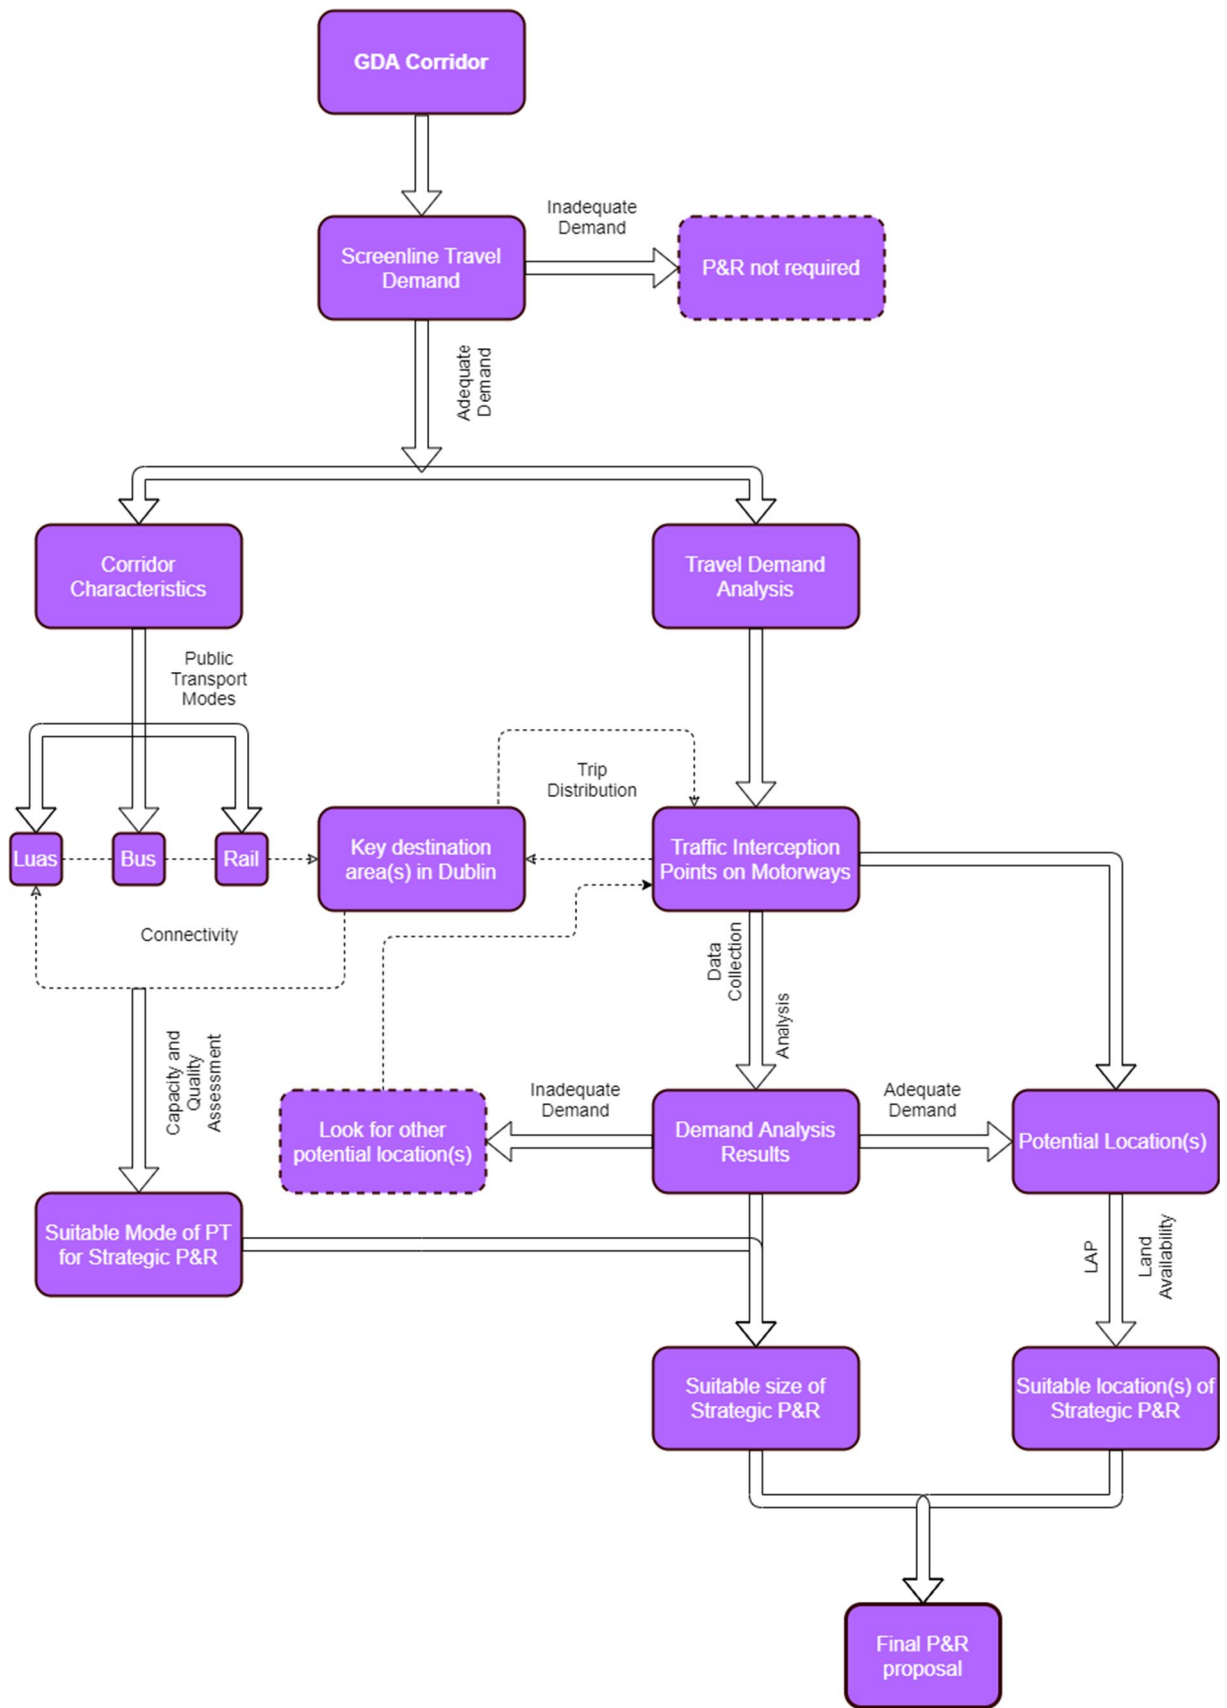 GDA Corridor
Inadequate
Demand
Screenline Travel
Demand
P&R not required
Adequate
Demand
Corridor
Characteristics
Travel Demand
Analysis
Public
Transport
Modes
Trip
Distribution
Luas
Bus
Rail
Key destination
area(s) in Dublin
Traffic Interception
Points on Motorways
Connectivity
Data
Collection
Analysis
Capacity and
Quality
Assessment
Inadequate
Demand
Adequate
Demand
Look for other
potential location(s)
Demand Analysis
Results
Potential Location(s)
Suitable Mode of PT
for Strategic P&R
LAP
Land
Availability
Suitable size of
Strategic P&R
Suitable location(s) of
Strategic P&R
Final P&R
proposal